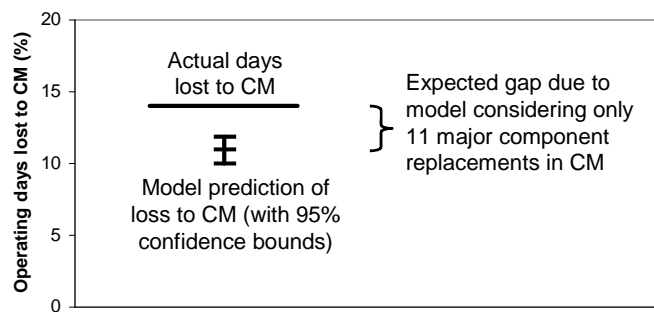 Operating days lost to CM (%)
20
15
10
5
0
Actual days
lost to CM
Model prediction of
loss to CM (with 95%
confidence bounds)
Expected gap due to
model considering only
11 major component
replacements in CM